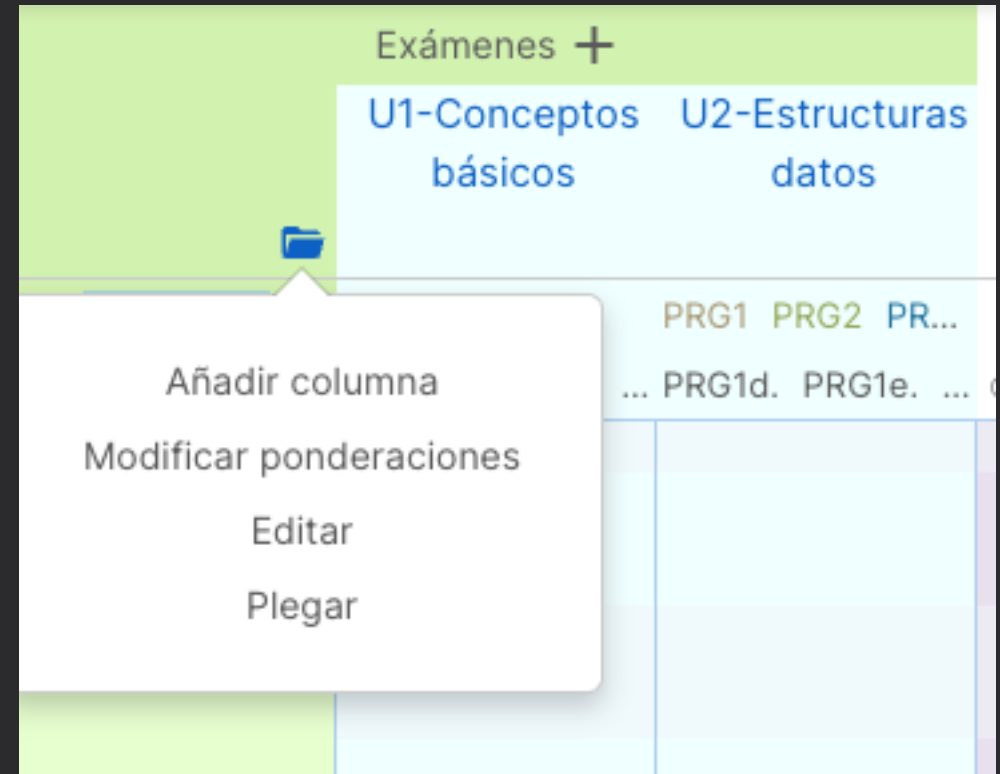 Exámenes +
U1-Conceptos básicos
U2-Estructuras datos
PRG1 PRG2 PR...
... PRG1d. PRG1e. ...
Añadir columna
Modificar ponderaciones
Editar
Plegar